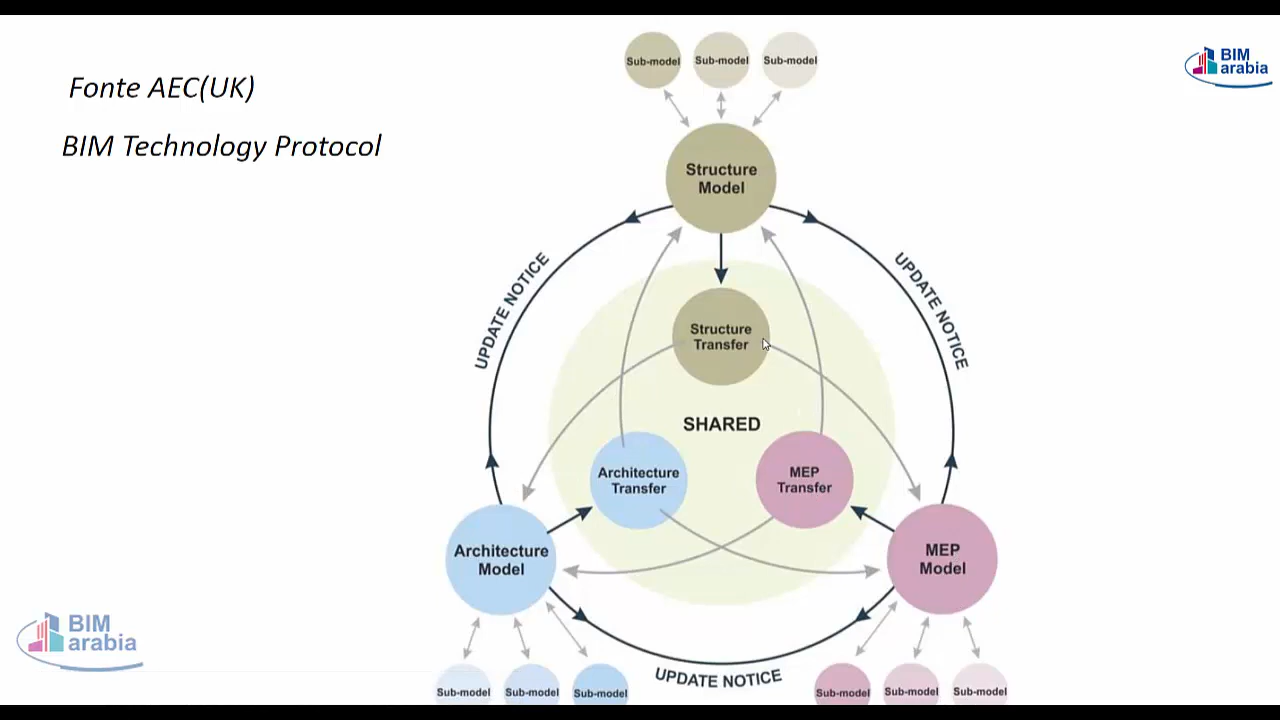 Fonte AEC(UK)
BIM Technology Protocol
BIM
arabia
Sub-model
Sub-model
Sub-model
Structure
Model
UPDATE NOTICE
UPDATE NOTICE
Structure
Transfer
SHARED
Architecture
Transfer
MEP
Transfer
Architecture
Model
MEP
Model
UPDATE NOTICE
BIM
arabia
Sub-model
Sub-model
Sub-model
Sub-model
Sub-model
Sub-model